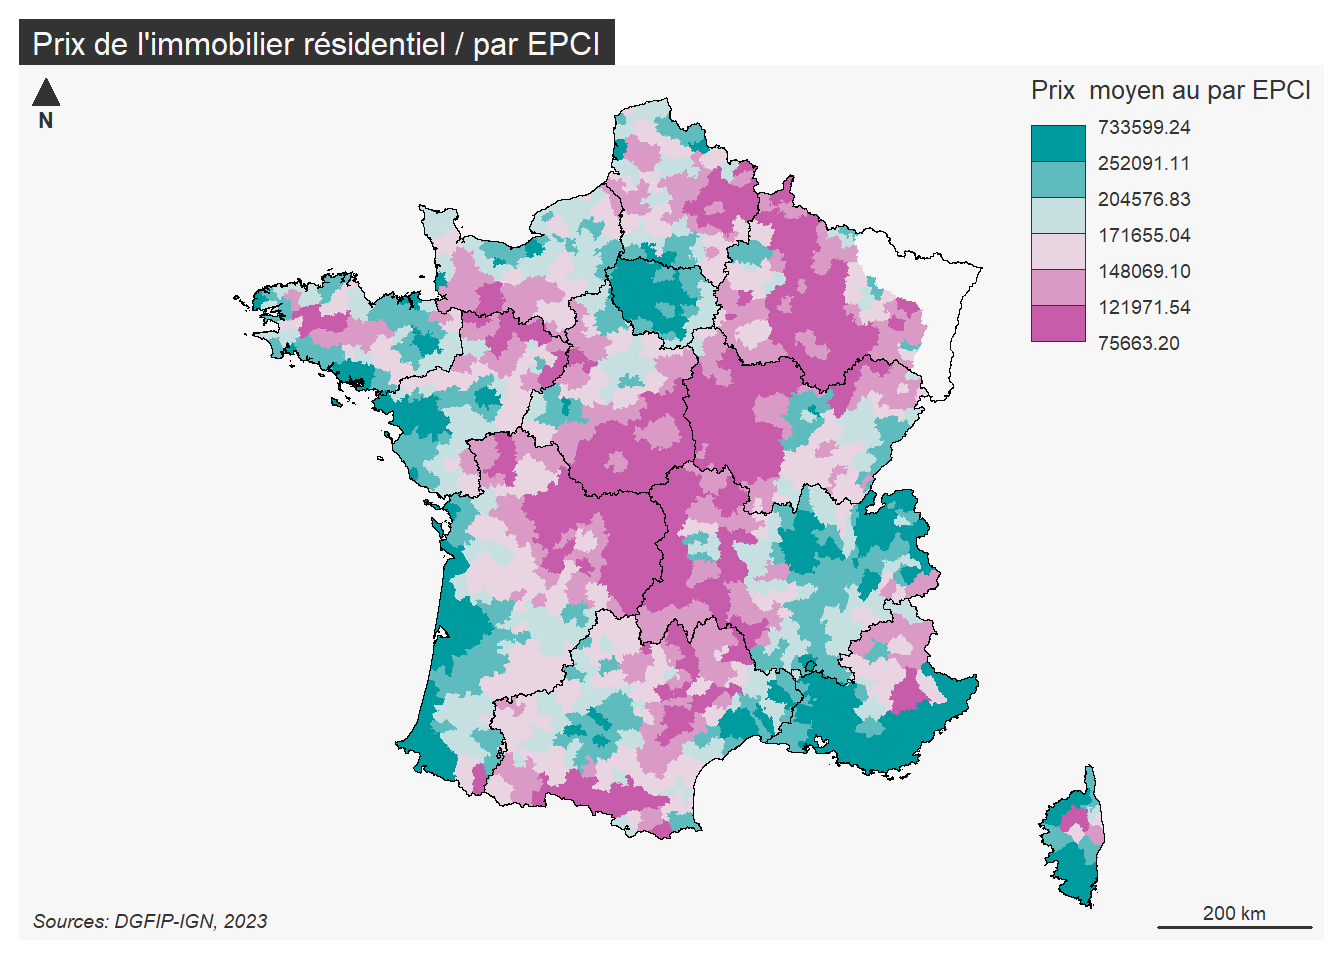 Prix de l'immobilier résidentiel / par EPCI
N
Prix  moyen au par EPCI
733599.24
252091.11
204576.83
171655.04
148069.10
121971.54
75663.20
Sources: DGFIP-IGN, 2023
200 km